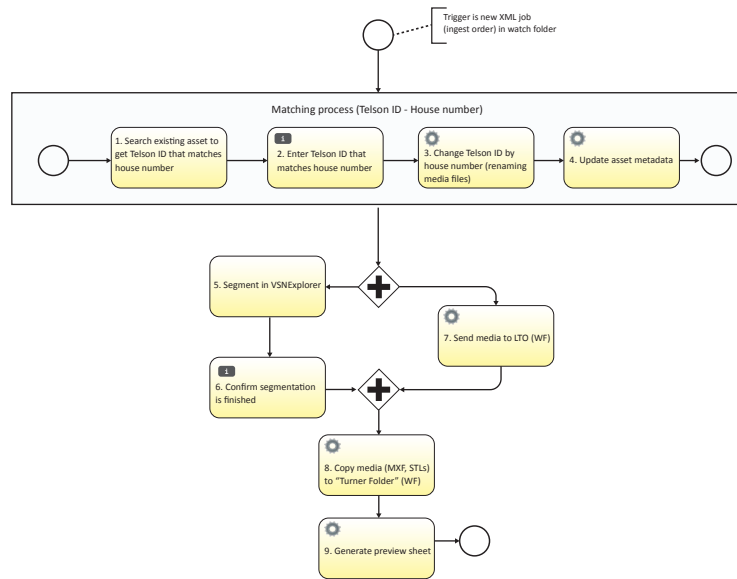 Trigger is new XML job
(ingest order) in watch folder
Matching process (Telson ID - House number)
1. Search existing asset to
get Telson ID that matches
house number
i
2. Enter Telson ID that
matches house number
3. Change Telson ID by
house number (renaming
media files)
4. Update asset metadata
5. Segment in VSNExplorer
7. Send media to LTO (WF)
i
6. Confirm segmentation
is finished
8. Copy media (MXF, STLs)
to “Turner Folder” (WF)
9. Generate preview sheet